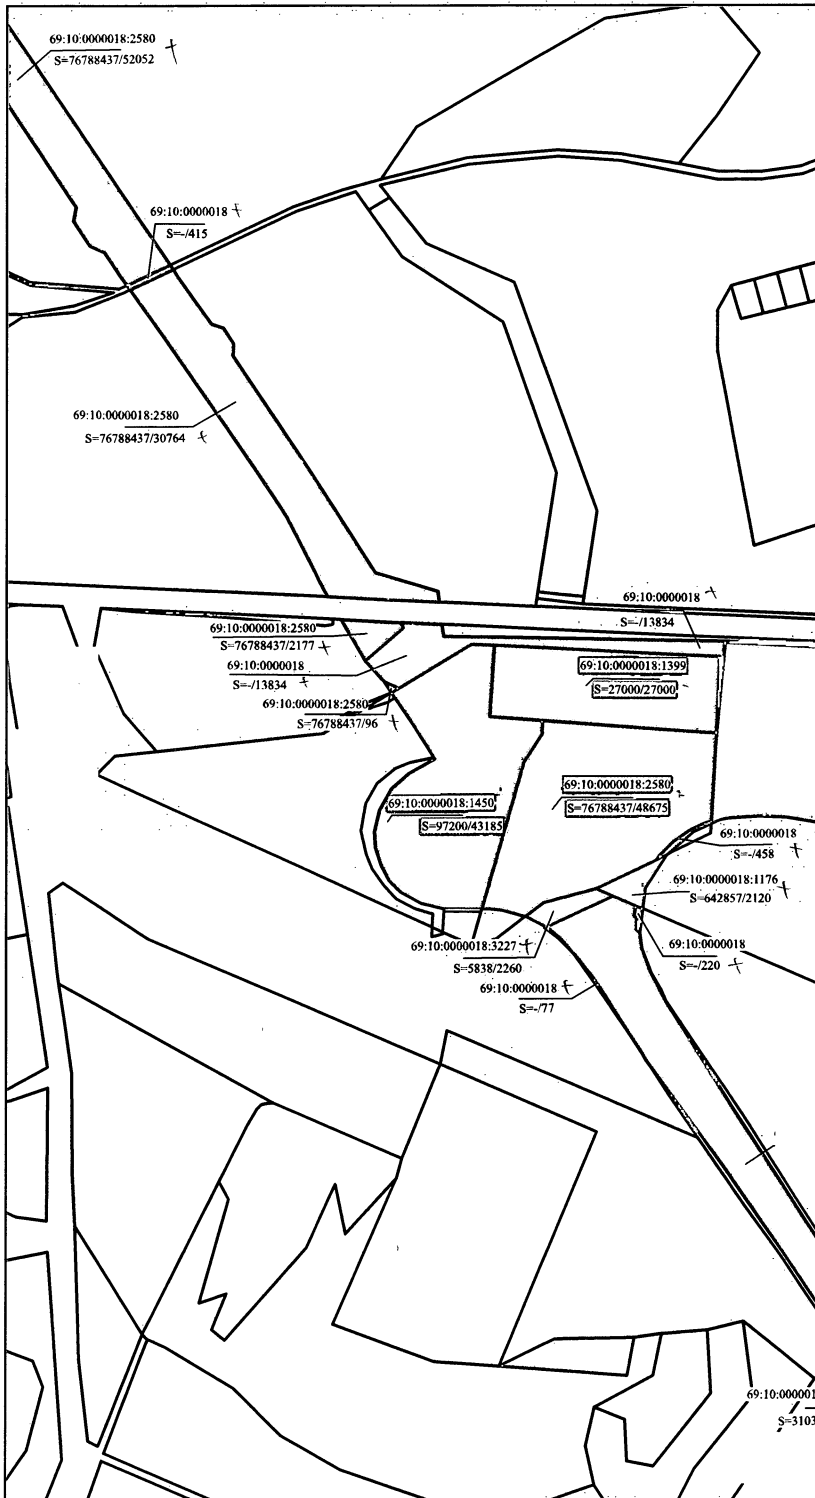 69:10:0000018:2580 +
S=76788437/52052
69:10:0000018 +
S=-/415
69:10:0000018:2580
S=76788437/30764 +
69:10:0000018 +
S=-/13834
69:10:0000018:2580
S=76788437/2177 +
69:10:0000018
S=-/13834 +
69:10:0000018:1399
S=27000/27000
69:10:0000018:2580
S=76788437/96 +
69:10:0000018:2580
S=76788437/48675
69:10:0000018:1450
S=97200/43185
69:10:0000018
S=-/458 +
69:10:0000018:1176
S=642857/2120 +
69:10:0000018:3227 +
S=5838/2260
69:10:0000018
S=-/220 +
69:10:0000018 +
S=-/77
69:10:000001
S=3103